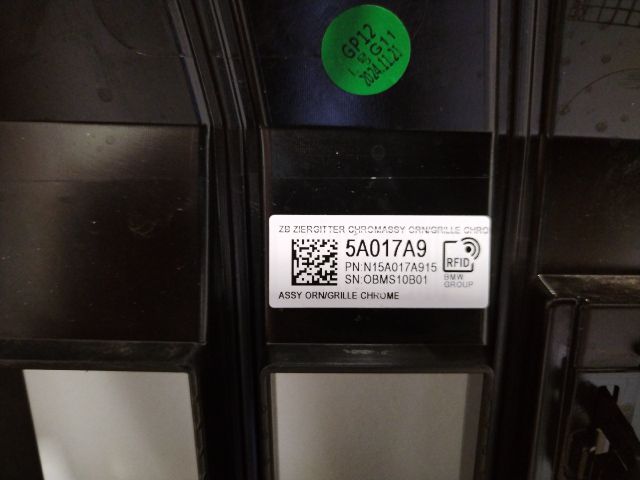 GP12
G11
2024.11.21
ZB ZIERGITTER CHROMASSY ORN/GRILLE CHRO
5A017A9
PN:N15A017A915
SN:OBMS10B01
RFID
BMW
GROUP
ASSY ORN/GRILLE CHROME